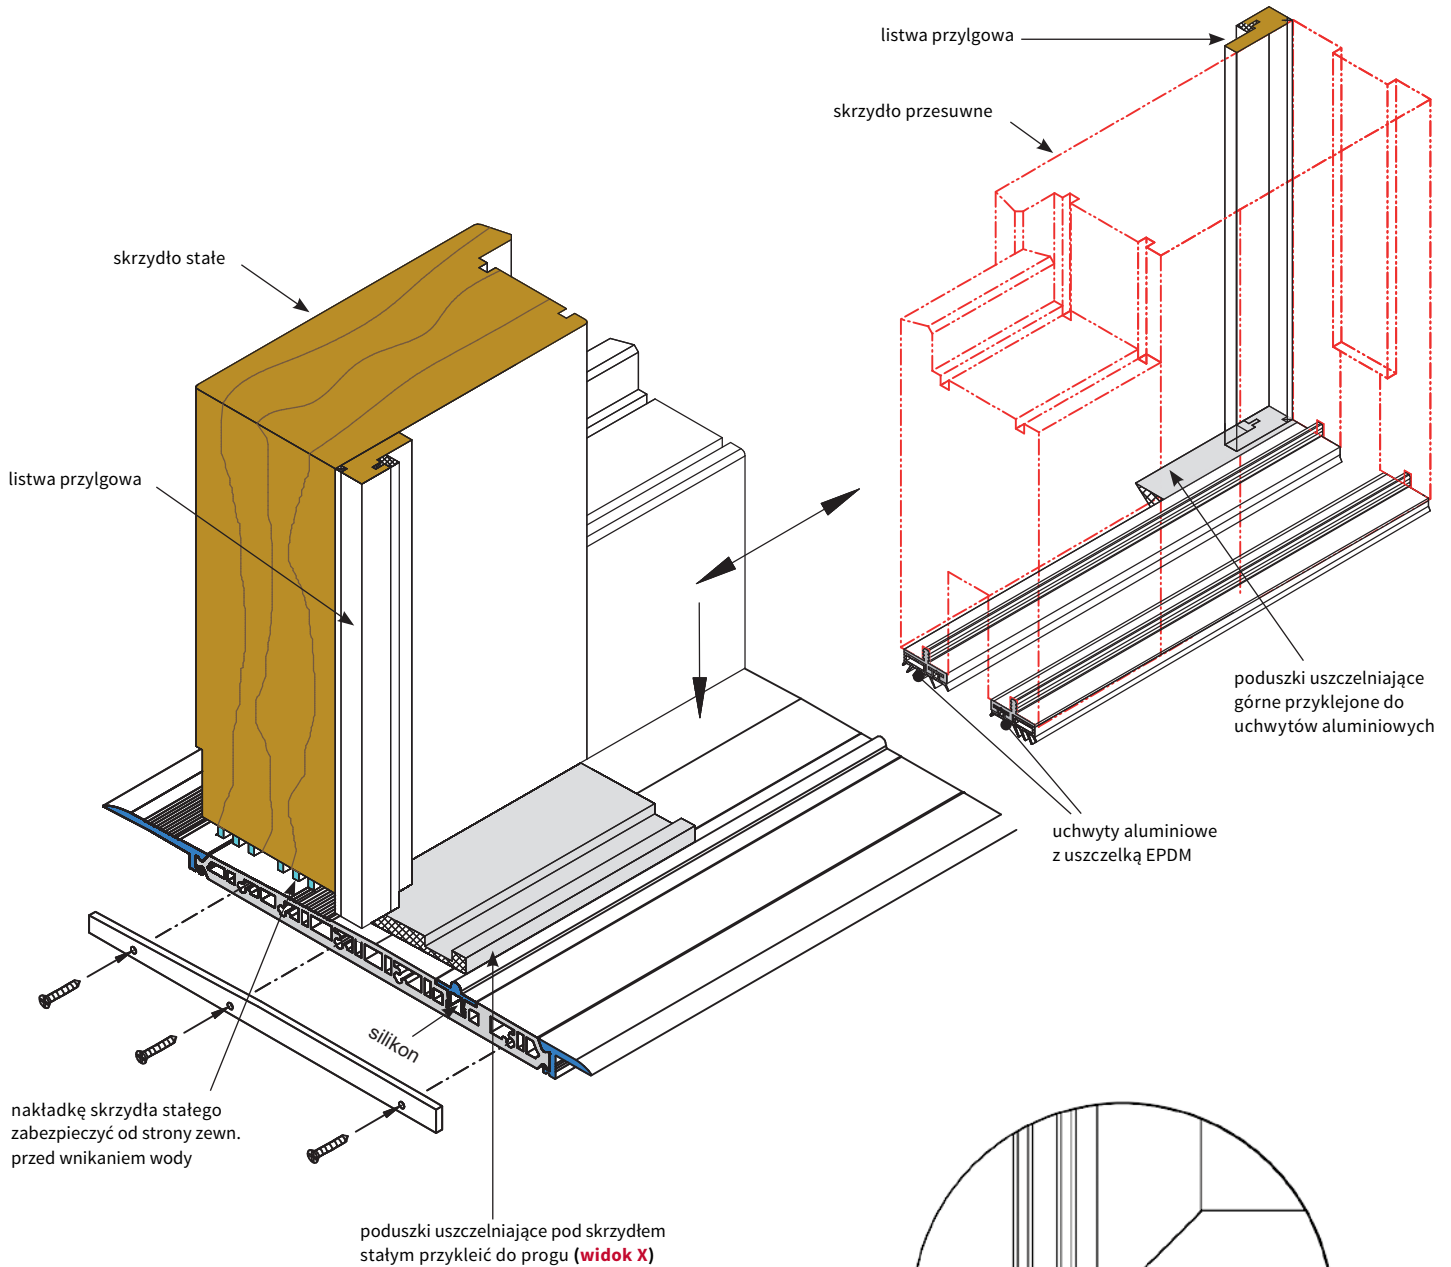 listwa przylgowa
skrzydło przesuwne
skrzydło stałe
listwa przylgowa
poduszki uszczelniające
górne przyklejone do
uchwytów aluminiowych
uchwyty aluminiowe
z uszczelką EPDM
silikon
nakładkę skrzydła stałego
zabezpieczyć od strony zewn.
przed wnikaniem wody
poduszki uszczelniające pod skrzydłem
stałym przykleić do progu (widok X)